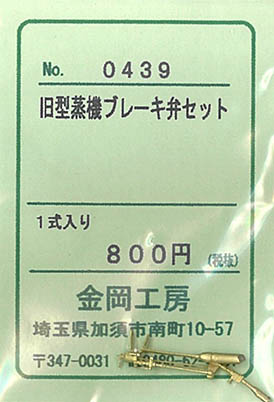 No. 0439
旧型蒸機ブレーキ弁セット
1式入り
800円 (税抜)
金岡工房
埼玉県加須市南町10-57
〒347-0031